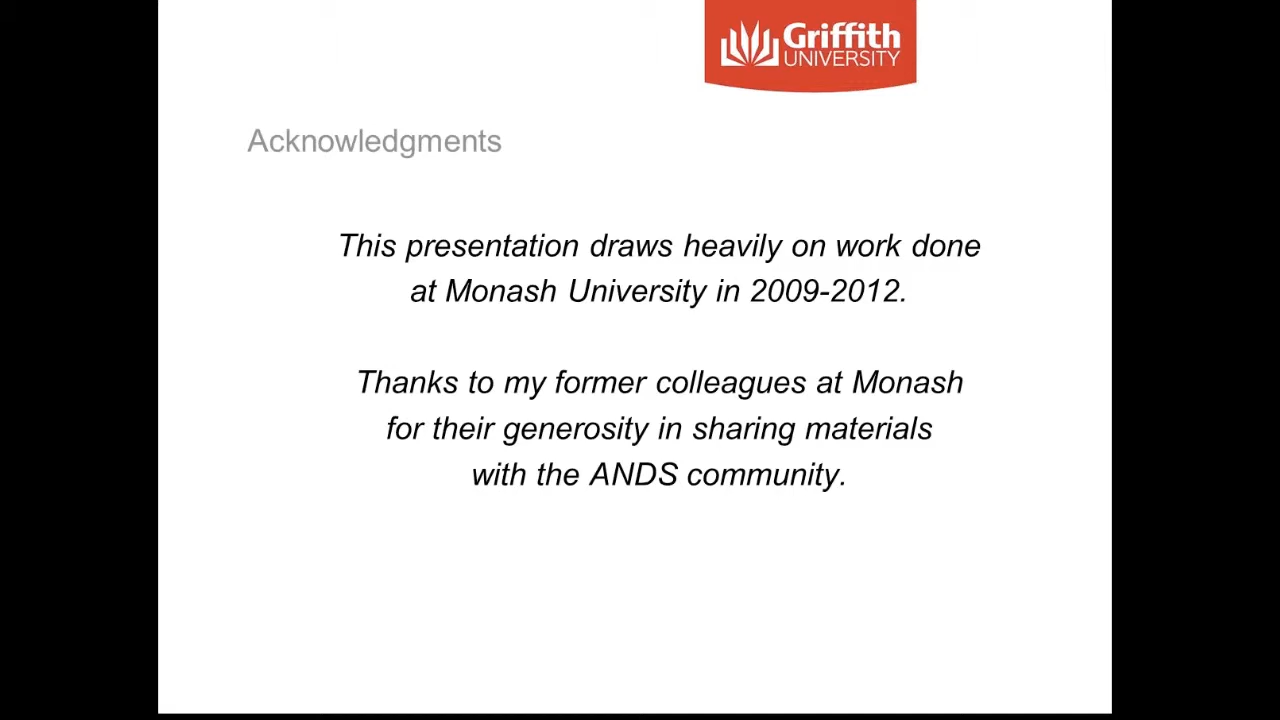 Griffith
UNIVERSITY
Acknowledgments
This presentation draws heavily on work done
at Monash University in 2009-2012.
Thanks to my former colleagues at Monash
for their generosity in sharing materials
with the ANDS community.